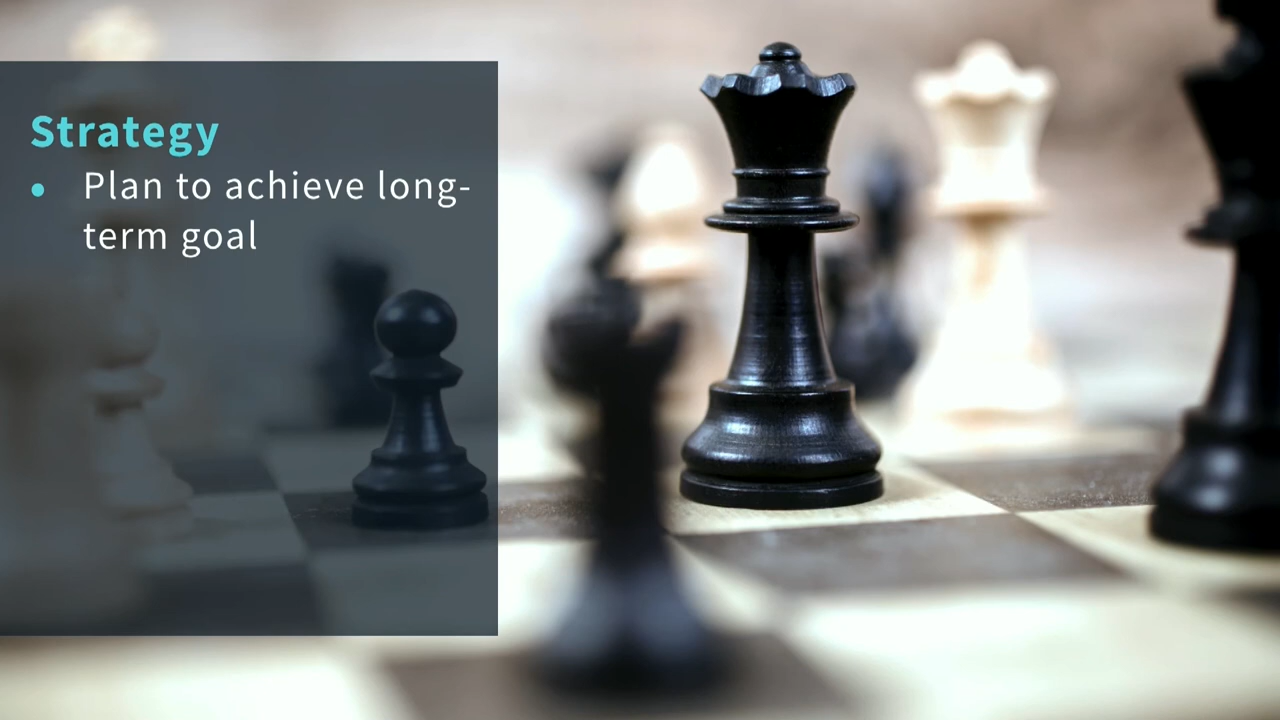 Strategy
• Plan to achieve long-
term goal